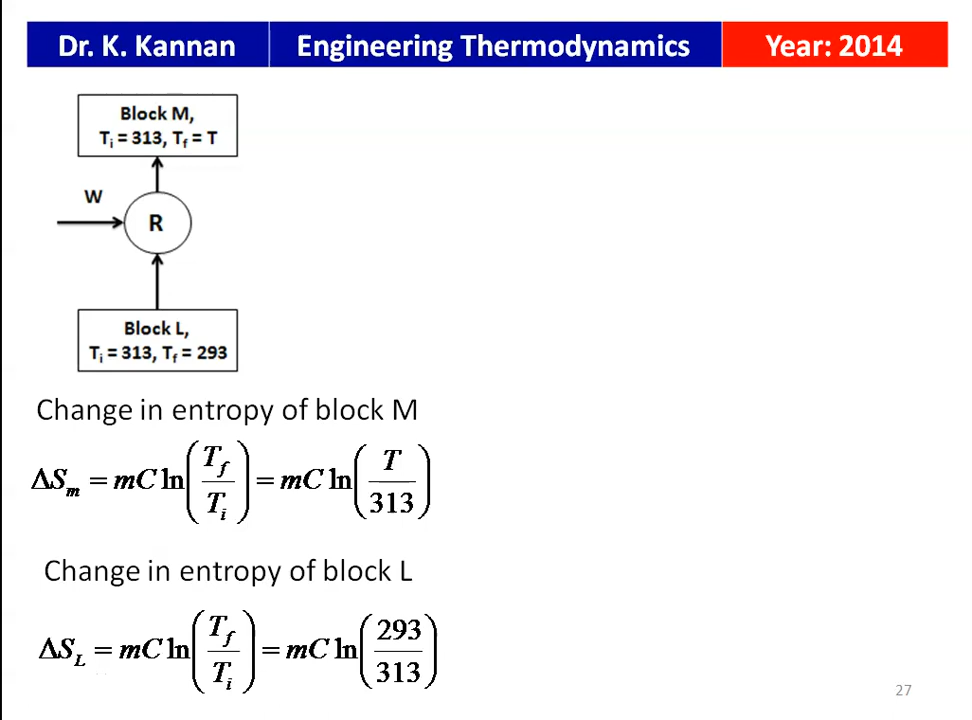 Dr. K. Kannan Engineering Thermodynamics Year: 2014
Block M,
Tᵢ = 313, T_f = T
W
R
Block L,
Tᵢ = 313, T_f = 293
Change in entropy of block M
ΔS_m = mC ln(T_f/T_i) = mC ln(T/313)
Change in entropy of block L
ΔS_L = mC ln(T_f/T_i) = mC ln(293/313)
27